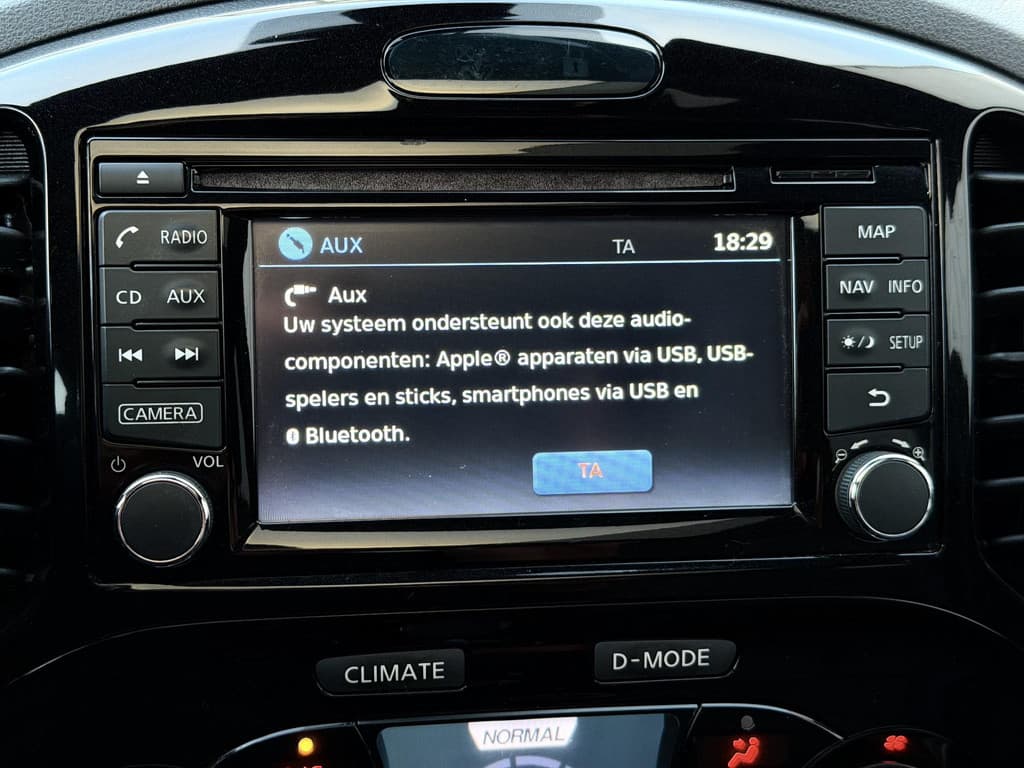 RADIO
CD AUX
CAMERA
VOL
AUX TA 18:29
Aux
Uw systeem ondersteunt ook deze audio-
componenten: Apple® apparaten via USB, USB-
spelers en sticks, smartphones via USB en
Bluetooth.
TA
MAP
NAV INFO
SETUP
CLIMATE D-MODE
NORMAL